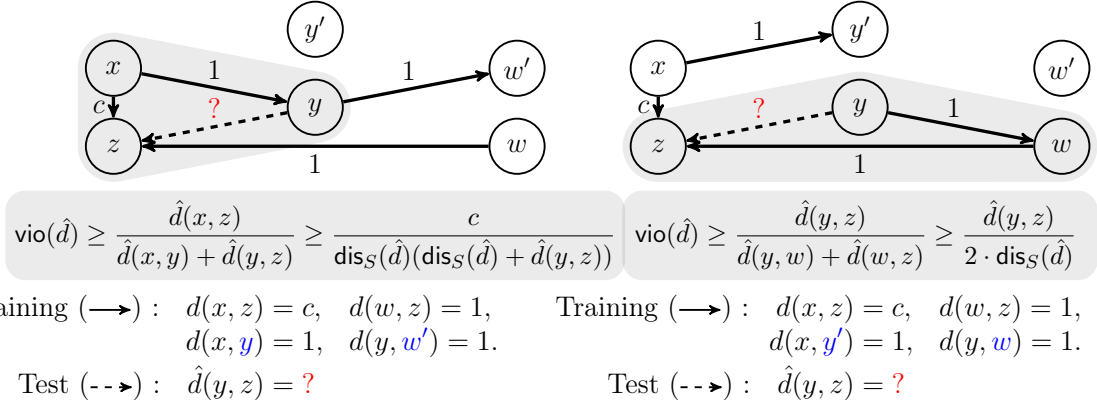 y′
x
1
1
w′
c
?
y
z
w
1
vio(d̂) ≥ d̂(x, z) / (d̂(x, y) + d̂(y, z)) ≥ c / (dis_S(d̂)(dis_S(d̂) + d̂(y, z)))
aining (→) : d(x, z) = c, d(w, z) = 1,
d(x, y) = 1, d(y, w′) = 1.
Test (⇢) : d̂(y, z) = ?
1
y′
x
w′
c
?
y
1
z
w
1
vio(d̂) ≥ d̂(y, z) / (d̂(y, w) + d̂(w, z)) ≥ d̂(y, z) / (2 · dis_S(d̂))
Training (→) : d(x, z) = c, d(w, z) = 1,
d(x, y′) = 1, d(y, w) = 1.
Test (⇢) : d̂(y, z) = ?